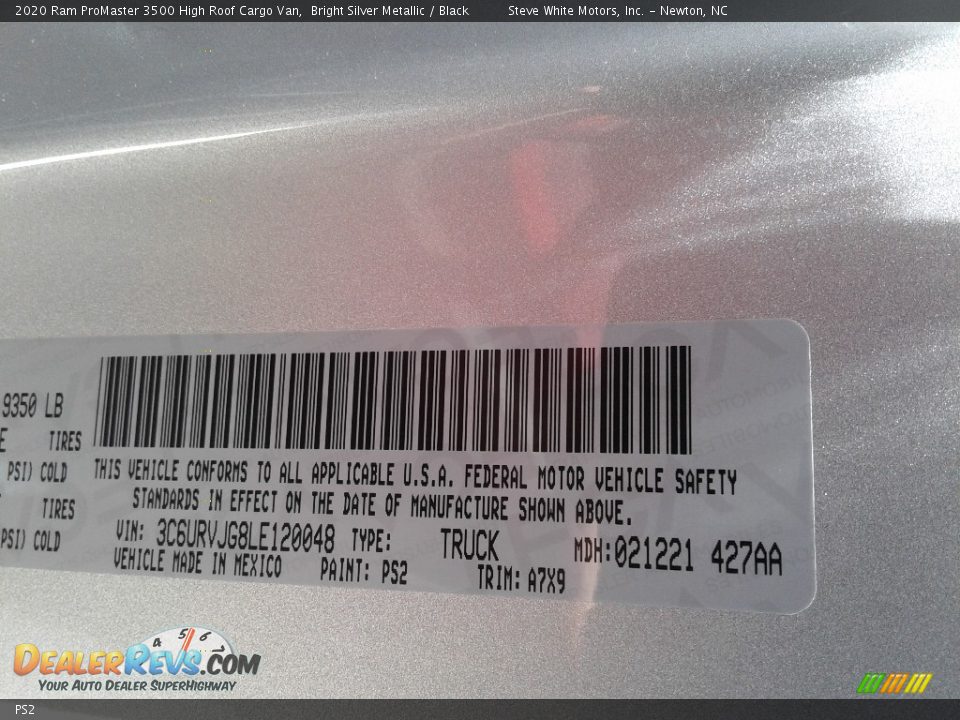 2020 Ram ProMaster 3500 High Roof Cargo Van, Bright Silver Metallic / Black Steve White Motors, Inc. – Newton, NC
9350 LB
E TIRES
PSI) COLD
TIRES
PSI) COLD
THIS VEHICLE CONFORMS TO ALL APPLICABLE U.S.A. FEDERAL MOTOR VEHICLE SAFETY
STANDARDS IN EFFECT ON THE DATE OF MANUFACTURE SHOWN ABOVE.
VIN: 3C6URVJG8LE120048 TYPE: TRUCK MDH:021221 427AA
VEHICLE MADE IN MEXICO PAINT: PS2 TRIM: A7X9
4 5 6
DEALERREVS.COM
YOUR AUTO DEALER SUPERHIGHWAY
PS2